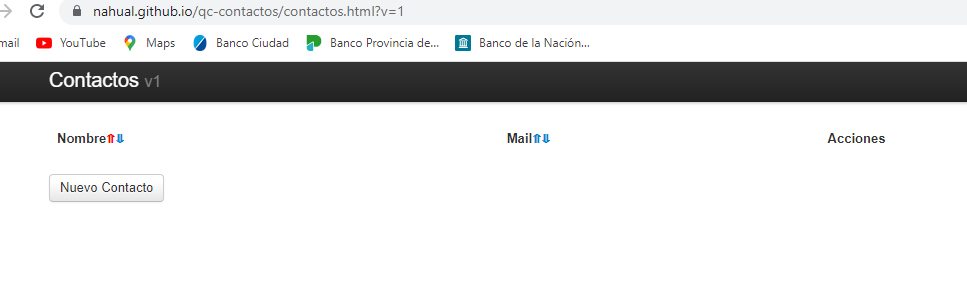 nahual.github.io/qc-contactos/contactos.html?v=1
mail YouTube Maps Banco Ciudad Banco Provincia de... Banco de la Nación...
Contactos v1
Nombre⇑⇓ Mail⇑⇓ Acciones
Nuevo Contacto